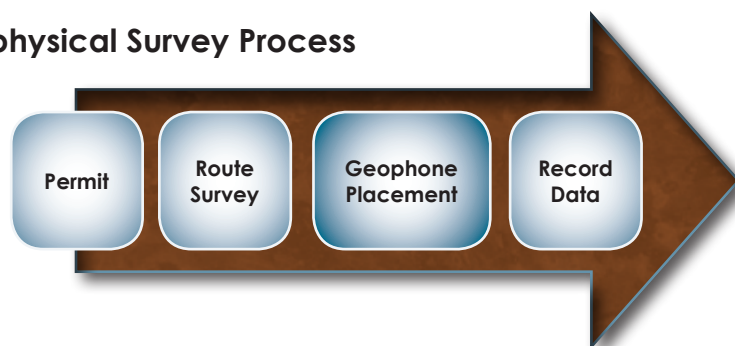 physical Survey Process
Permit
Route
Survey
Geophone
Placement
Record
Data